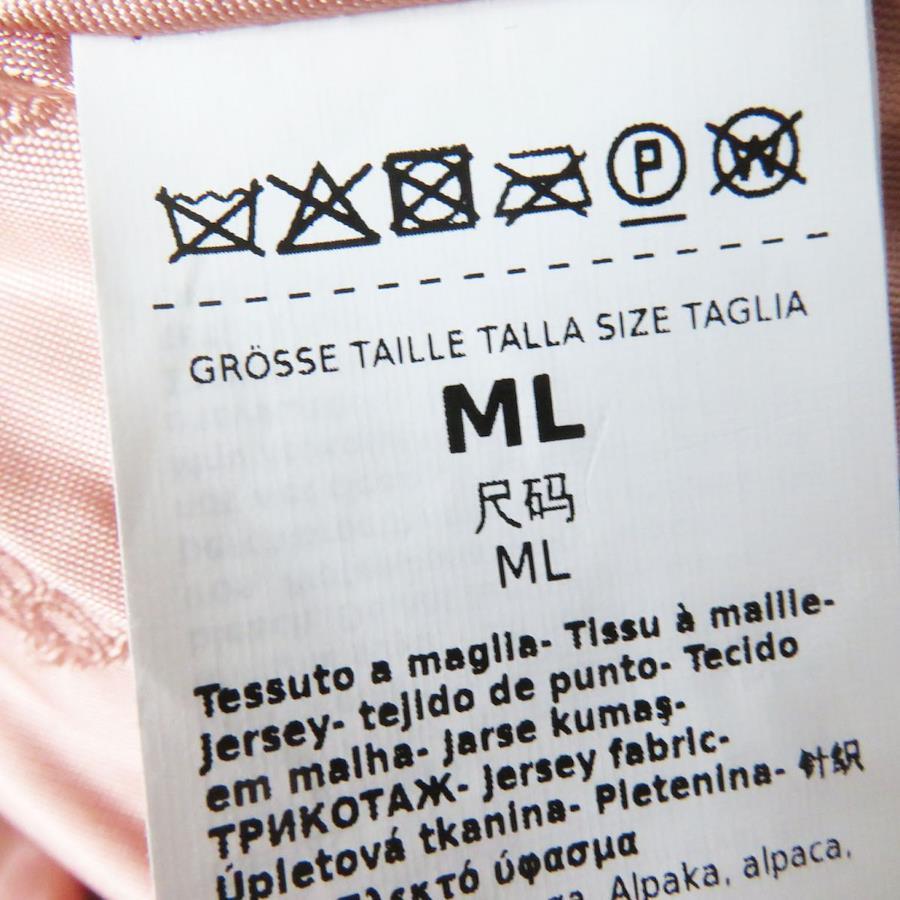 GRÖSSE TAILLE TALLA SIZE TAGLIA
ML
尺码
ML
Tessuto a maglia- Tissu à maille-
Jersey- tejido de punto- Tecido
em malha- Jarse kumaş-
ТРИКОТАЖ- Jersey fabric-
Úpletová tkanina- Pletenina- 针织
Πλεκτό ύφασμα
Alpaka, alpaca,